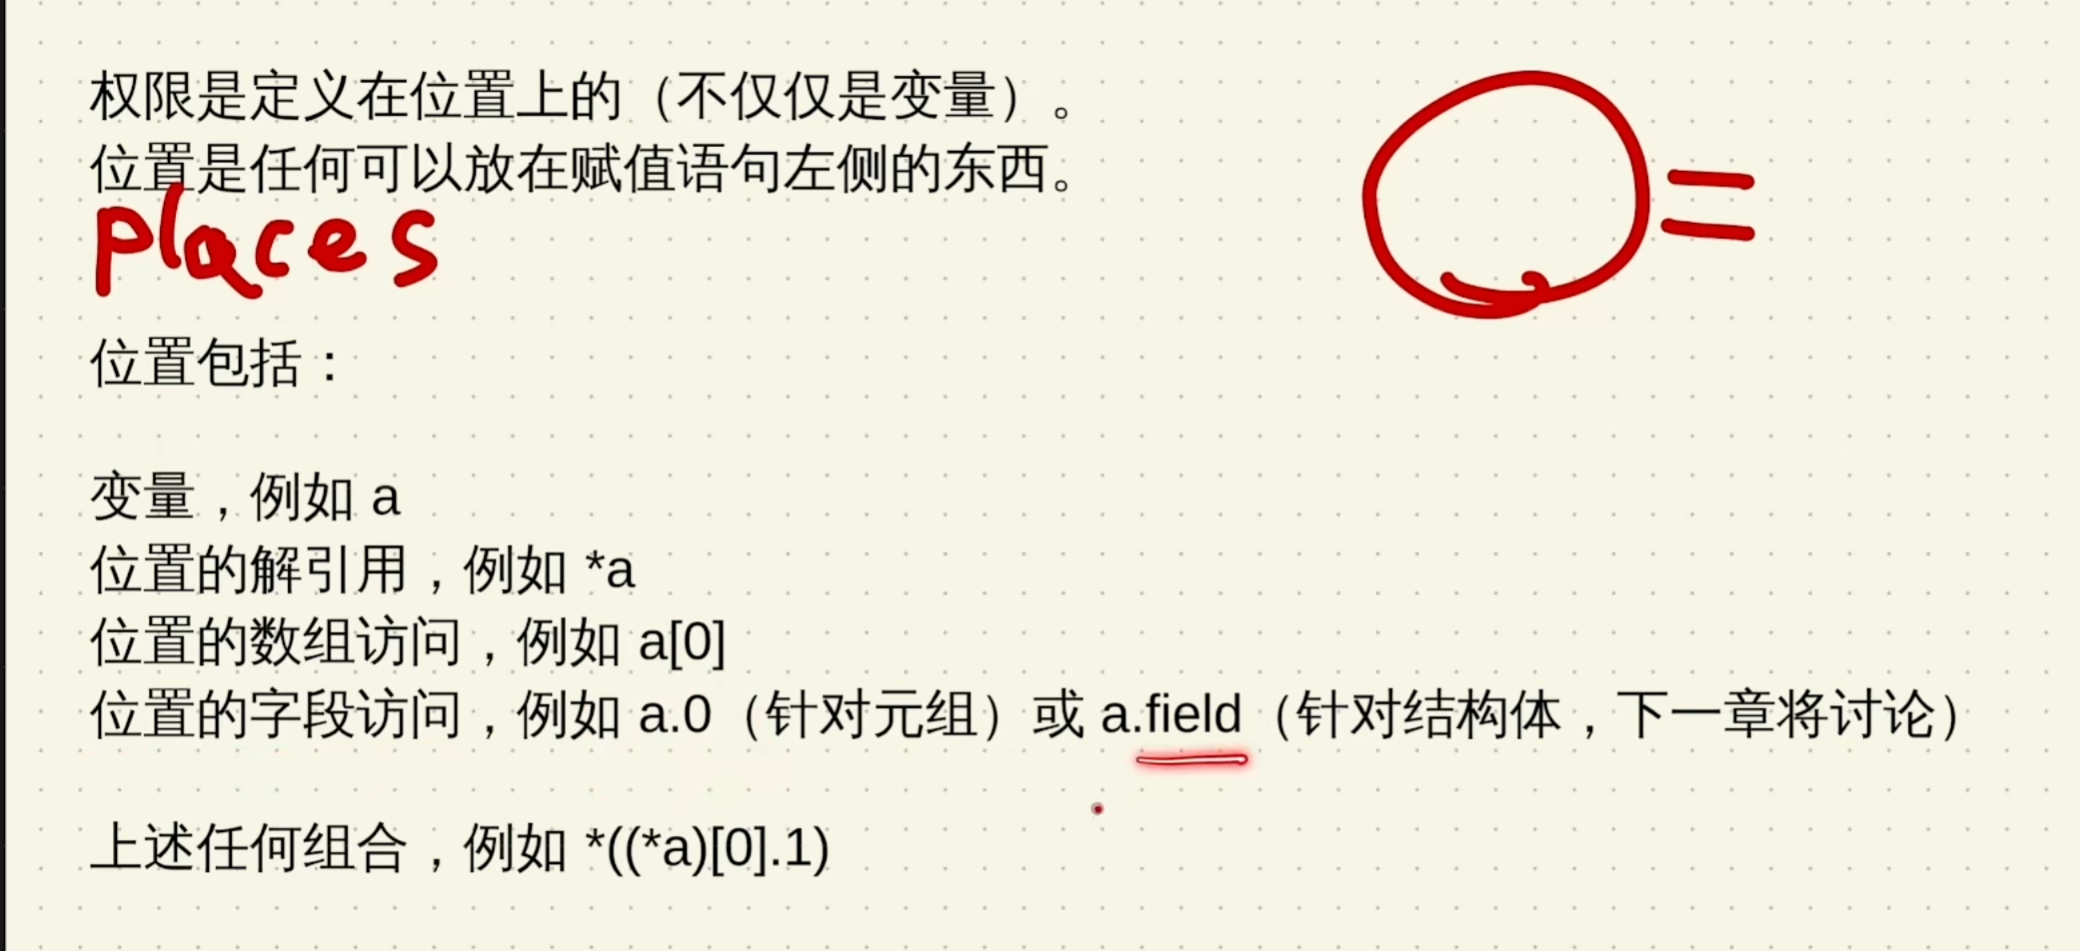 权限是定义在位置上的（不仅仅是变量）。
位置是任何可以放在赋值语句左侧的东西。
places
=
位置包括：
变量，例如 a
位置的解引用，例如 *a
位置的数组访问，例如 a[0]
位置的字段访问，例如 a.0（针对元组）或 a.field（针对结构体，下一章将讨论）
上述任何组合，例如 *((*a)[0].1)